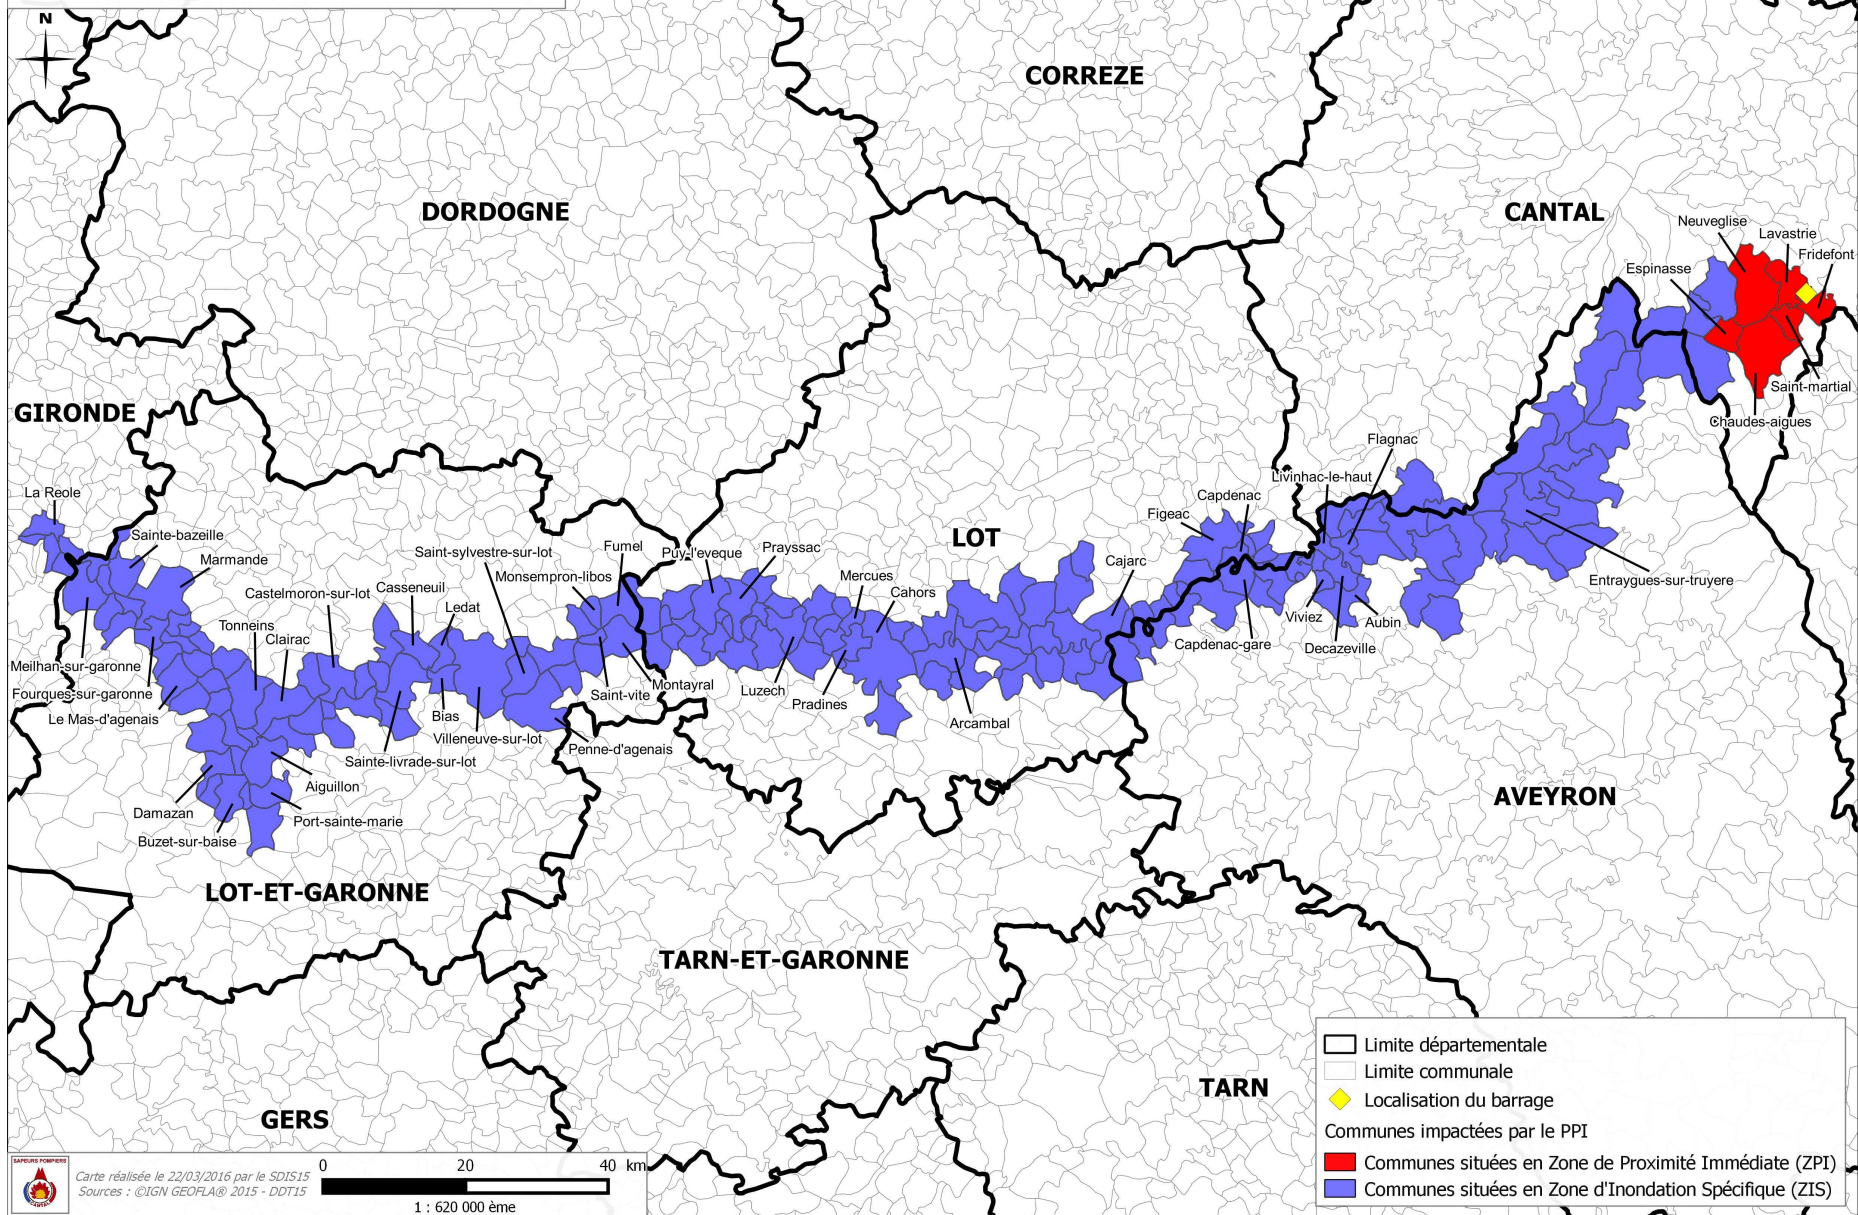 N
CORREZE
DORDOGNE
CANTAL
Neuveglise
Lavastrie
Fridefont
Espinasse
Saint-martial
Chaudes-aigues
GIRONDE
Flagnac
Livinhac-le-haut
Capdenac
Figeac
La Reole
Sainte-bazeille
Marmande
LOT
Saint-sylvestre-sur-lot
Fumel
Puy-l'eveque
Prayssac
Monsempron-libos
Mercues
Cahors
Cajarc
Castelmoron-sur-lot
Casseneuil
Ledat
Tonneins
Clairac
Entraygues-sur-truyere
Viviez
Aubin
Decazeville
Capdenac-gare
Meilhan-sur-garonne
Fourques-sur-garonne
Le Mas-d'agenais
Saint-vite
Montayral
Luzech
Pradines
Arcambal
Bias
Villeneuve-sur-lot
Penne-d'agenais
Sainte-livrade-sur-lot
Aiguillon
Damazan
Port-sainte-marie
Buzet-sur-baise
AVEYRON
LOT-ET-GARONNE
TARN-ET-GARONNE
TARN
GERS
Limite départementale
Limite communale
Localisation du barrage
Communes impactées par le PPI
Communes situées en Zone de Proximité Immédiate (ZPI)
Communes situées en Zone d'Inondation Spécifique (ZIS)
SAPEURS POMPIERS
CANTAL
Carte réalisée le 22/03/2016 par le SDIS15
Sources : ©IGN GEOFLA® 2015 - DDT15
0 20 40 km
1 : 620 000 ème